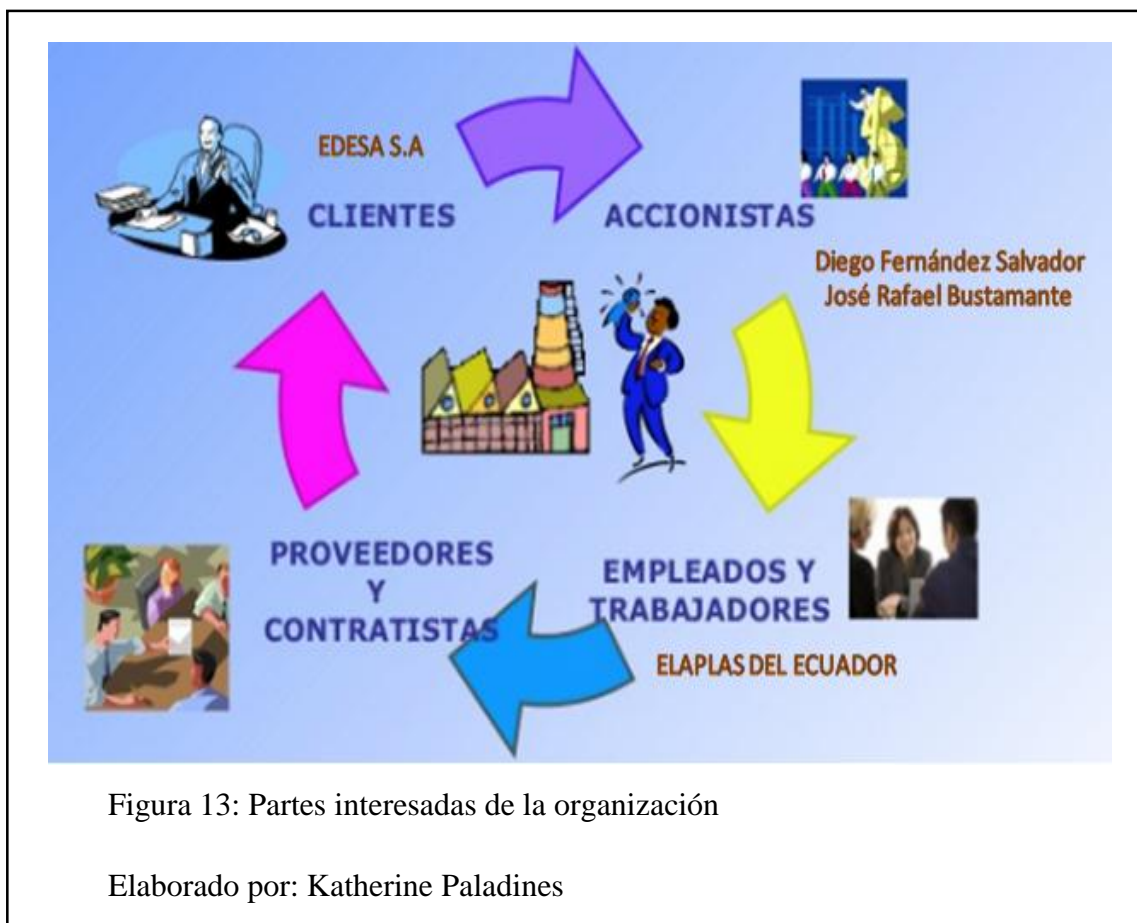 EDESA S.A
CLIENTES
ACCIONISTAS
Diego Fernández Salvador
José Rafael Bustamante
PROVEEDORES
Y
CONTRATISTAS
EMPLEADOS Y
TRABAJADORES
ELAPLAS DEL ECUADOR
Figura 13: Partes interesadas de la organización
Elaborado por: Katherine Paladines